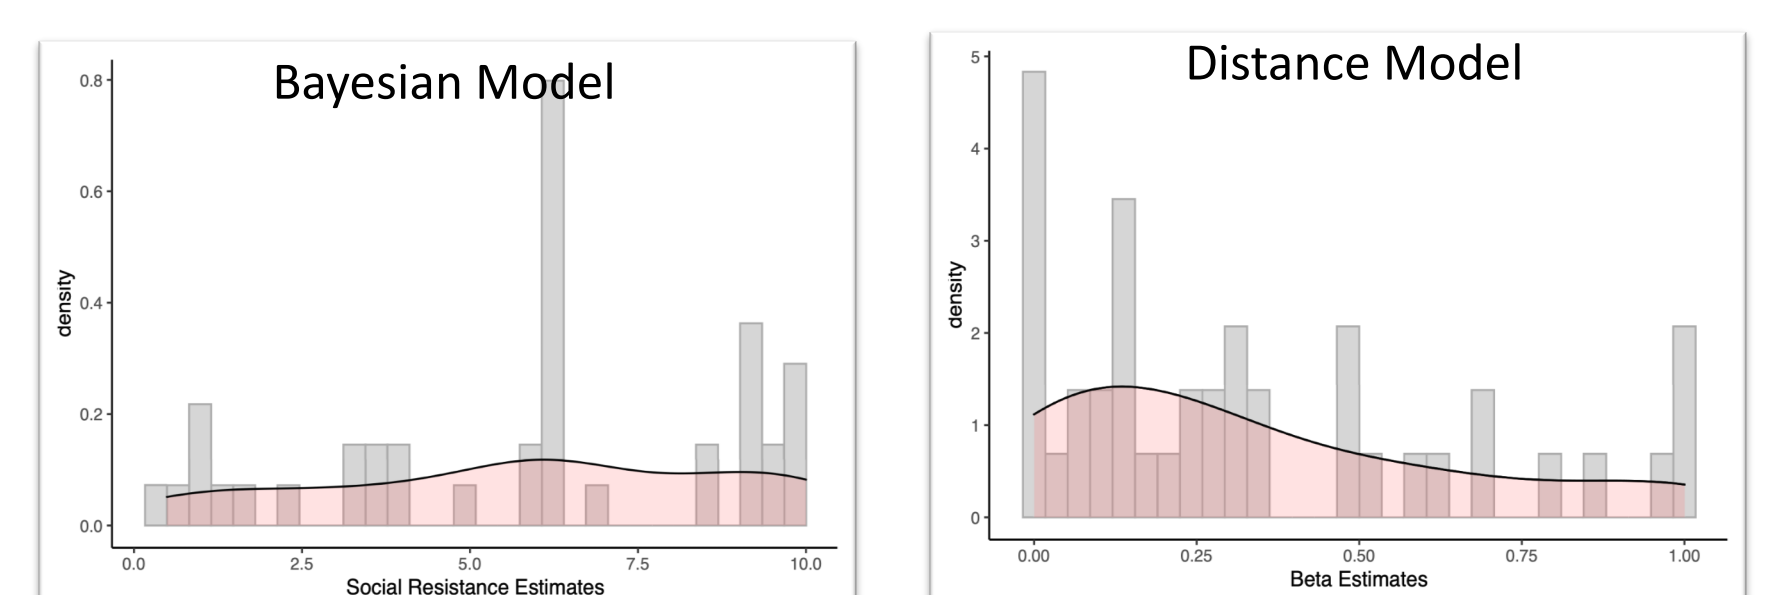 Bayesian Model
0.8
0.6
0.4
0.2
0.0
density
0.0 2.5 5.0 7.5 10.0
Social Resistance Estimates
Distance Model
5
4
3
2
1
0
density
0.00 0.25 0.50 0.75 1.00
Beta Estimates